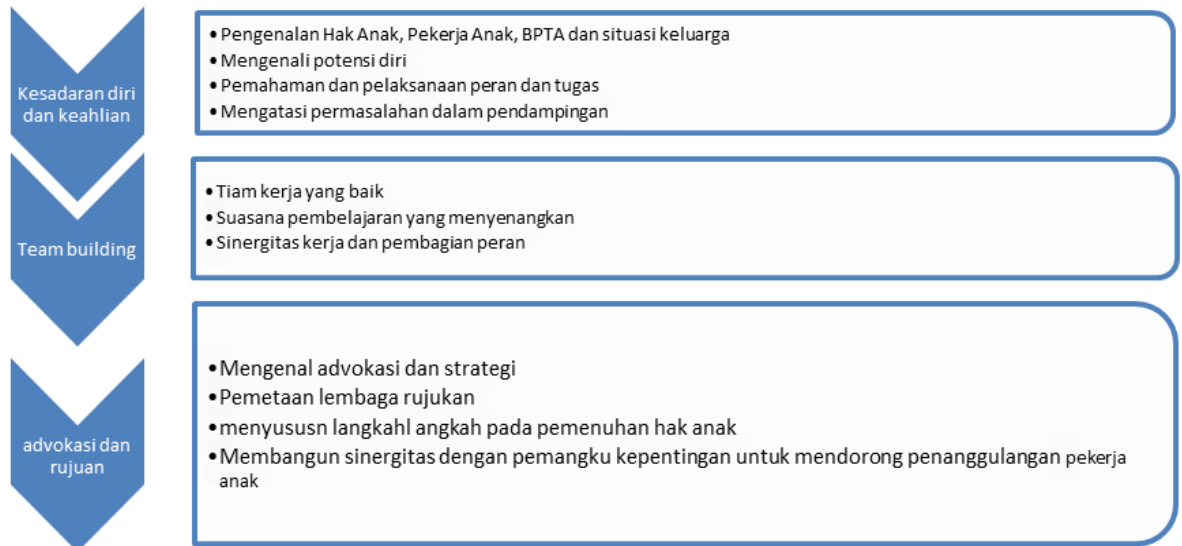 Kesadaran diri
dan keahlian
• Pengenalan Hak Anak, Pekerja Anak, BPTA dan situasi keluarga
• Mengenali potensi diri
• Pemahaman dan pelaksanaan peran dan tugas
• Mengatasi permasalahan dalam pendampingan
Team building
• Tiam kerja yang baik
• Suasana pembelajaran yang menyenangkan
• Sinergitas kerja dan pembagian peran
advokasi dan
rujuan
•Mengenal advokasi dan strategi
•Pemetaan lembaga rujukan
•menyususn langkahl angkah pada pemenuhan hak anak
•Membangun sinergitas dengan pemangku kepentingan untuk mendorong penanggulangan pekerja
anak